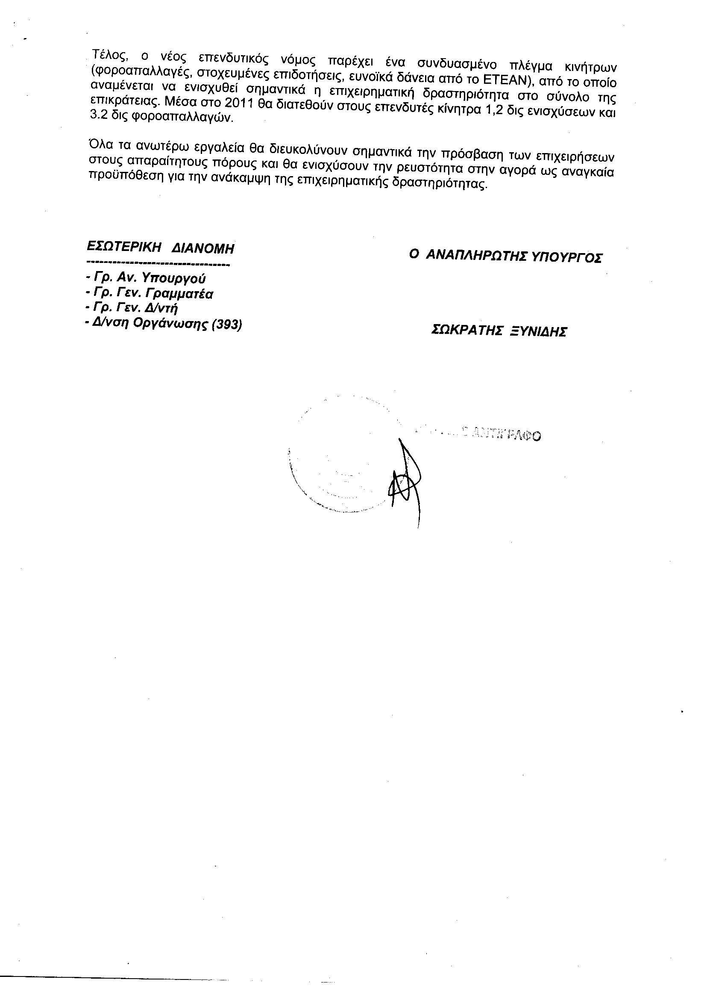 Τέλος, ο νέος επενδυτικός νόμος παρέχει ένα συνδυασμένο πλέγμα κινήτρων
(φοροαπαλλαγές, στοχευμένες επιδοτήσεις, ευνοϊκά δάνεια από το ΕΤΕΑΝ), από το οποίο
αναμένεται να ενισχυθεί σημαντικά η επιχειρηματική δραστηριότητα στο σύνολο της
επικράτειας. Μέσα στο 2011 θα διατεθούν στους επενδυτές κίνητρα 1,2 δις ενισχύσεων και
3.2 δις φοροαπαλλαγών.
Όλα τα ανωτέρω εργαλεία θα διευκολύνουν σημαντικά την πρόσβαση των επιχειρήσεων
στους απαραίτητους πόρους και θα ενισχύσουν την ρευστότητα στην αγορά ως αναγκαία
προϋπόθεση για την ανάκαμψη της επιχειρηματικής δραστηριότητας.
ΕΣΩΤΕΡΙΚΗ ΔΙΑΝΟΜΗ
---------------------------------
- Γρ. Αν. Υπουργού
- Γρ. Γεν. Γραμματέα
- Γρ. Γεν. Δ/ντή
- Δ/νση Οργάνωσης (393)
Ο ΑΝΑΠΛΗΡΩΤΗΣ ΥΠΟΥΡΓΟΣ
ΣΩΚΡΑΤΗΣ ΞΥΝΙΔΗΣ
ΑΝΤΙΓΡΑΦΟ